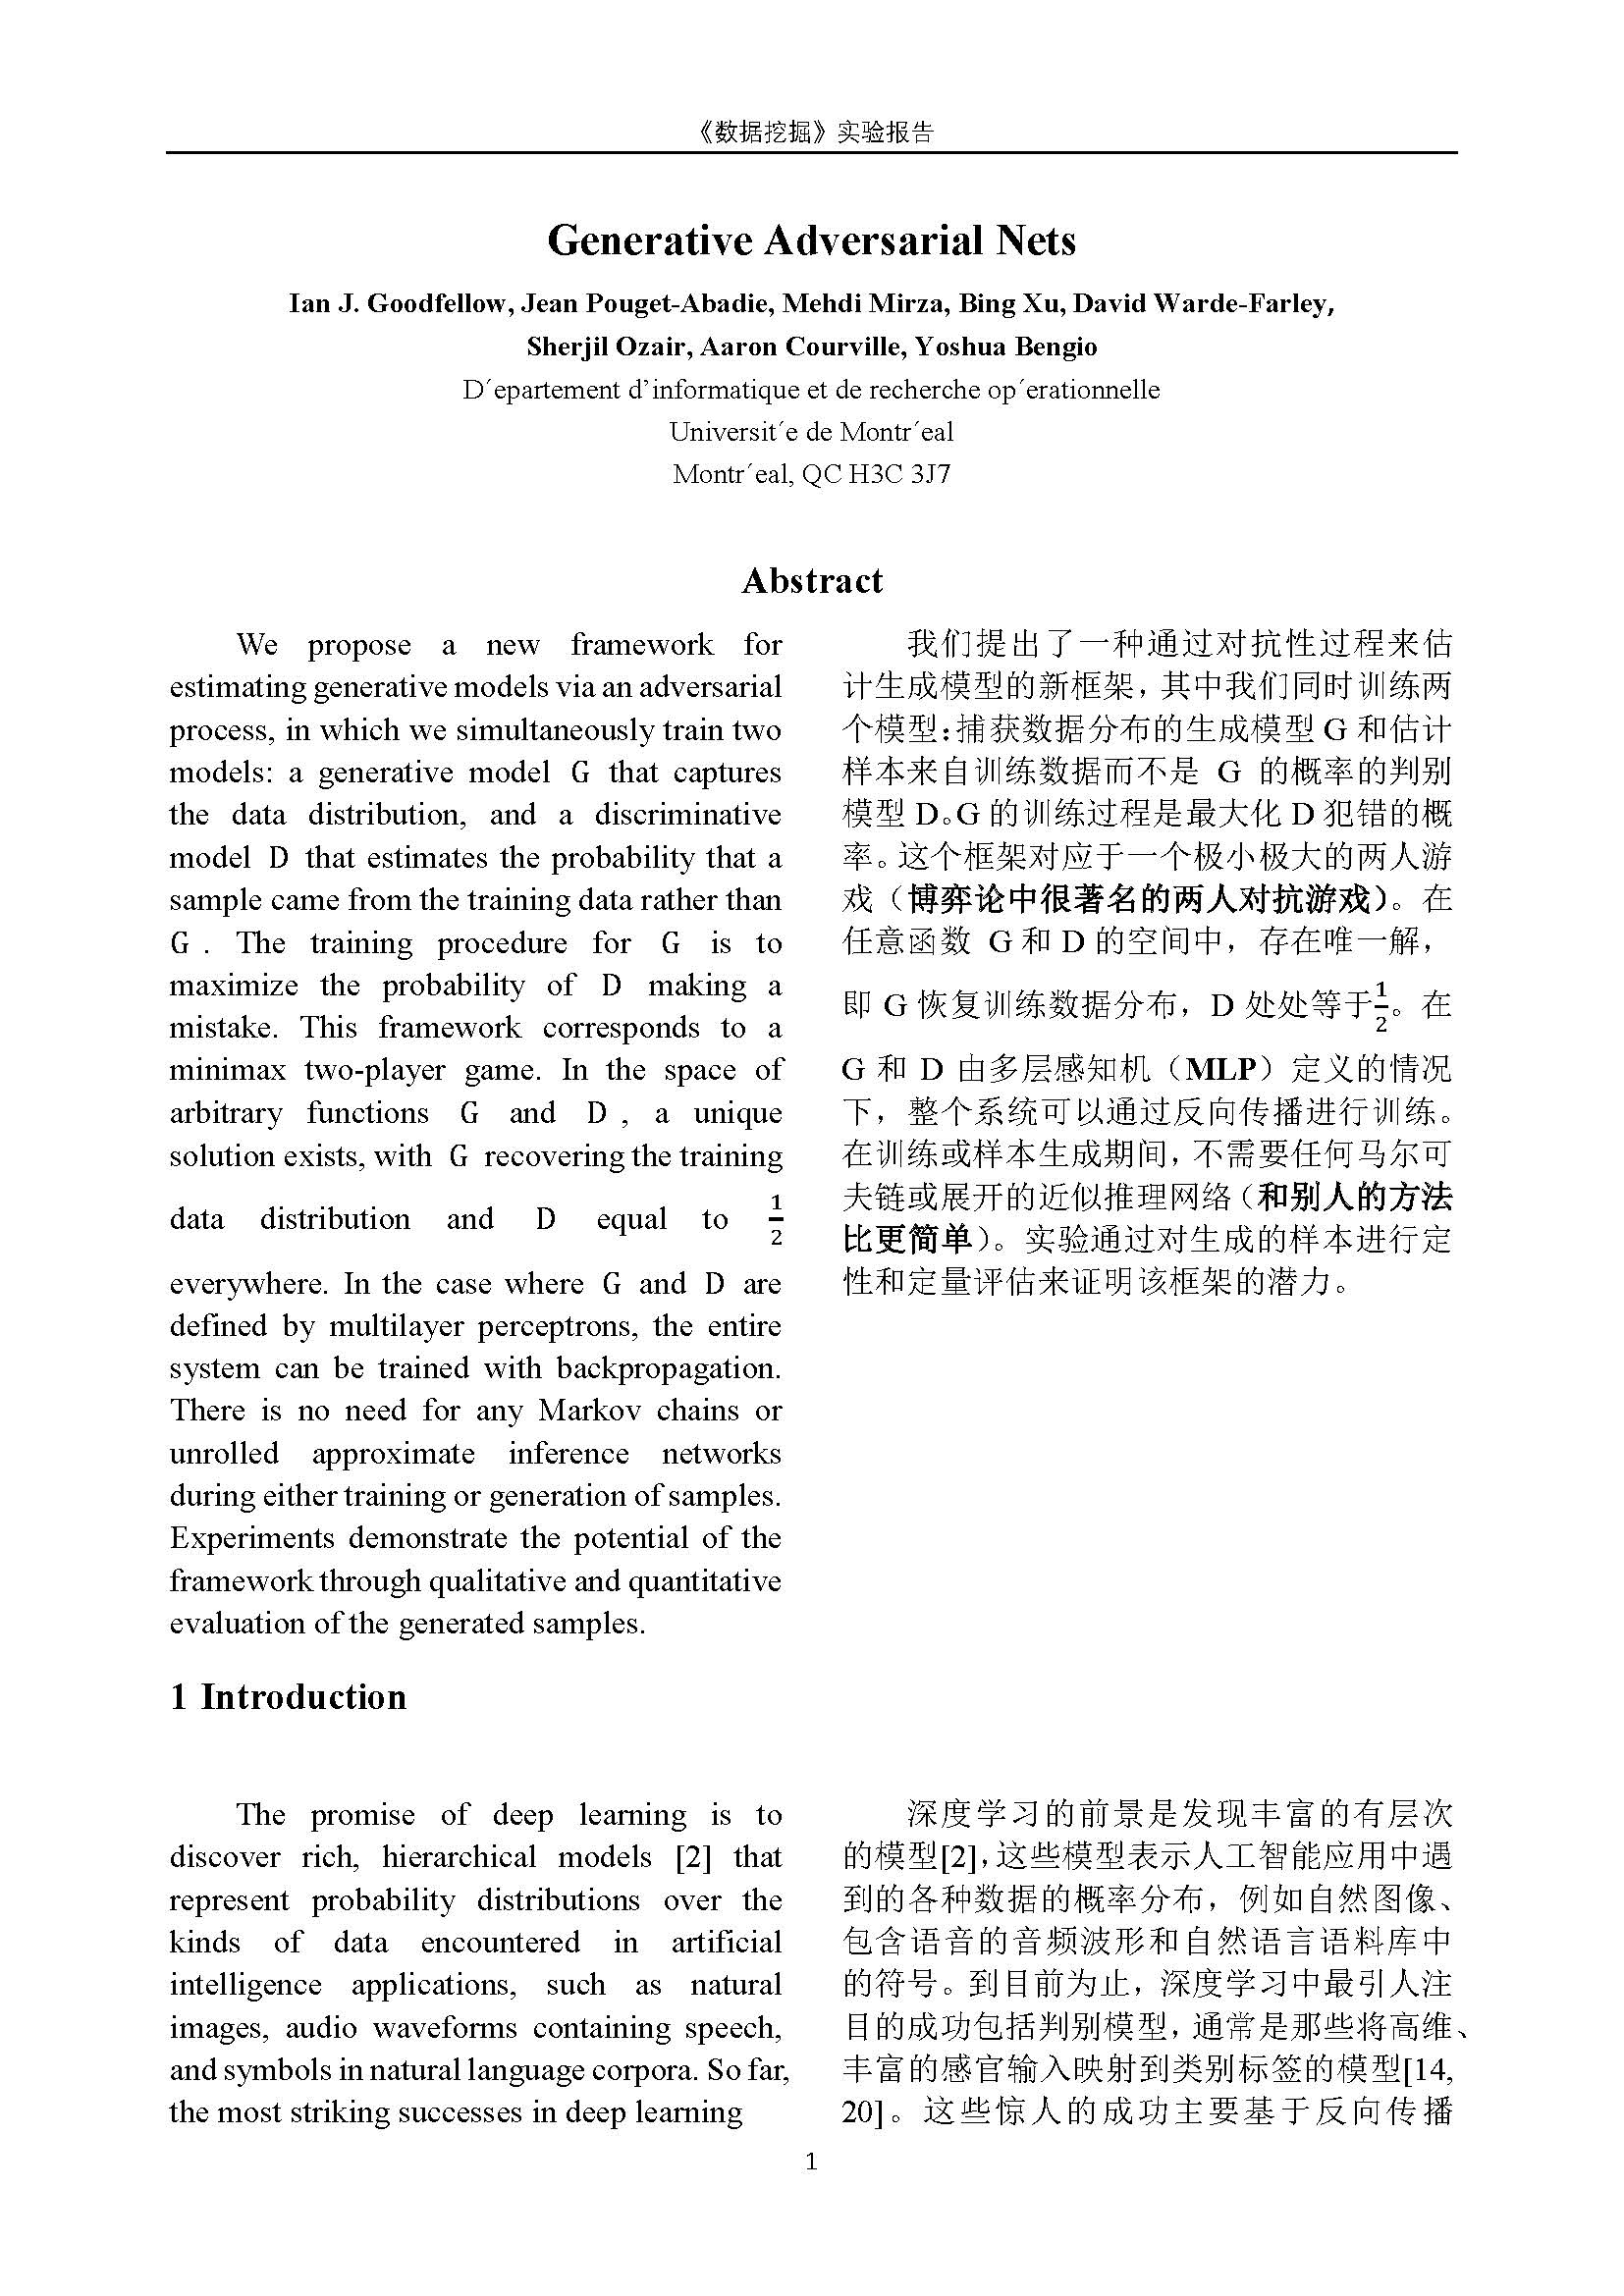 《数据挖掘》实验报告
Generative Adversarial Nets
Ian J. Goodfellow, Jean Pouget-Abadie, Mehdi Mirza, Bing Xu, David Warde-Farley,
Sherjil Ozair, Aaron Courville, Yoshua Bengio
D´epartement d’informatique et de recherche op´erationnelle
Universit´e de Montr´eal
Montr´eal, QC H3C 3J7
Abstract
We propose a new framework for
estimating generative models via an adversarial
process, in which we simultaneously train two
models: a generative model G that captures
the data distribution, and a discriminative
model D that estimates the probability that a
sample came from the training data rather than
G . The training procedure for G is to
maximize the probability of D making a
mistake. This framework corresponds to a
minimax two-player game. In the space of
arbitrary functions G and D , a unique
solution exists, with G recovering the training
data distribution and D equal to 1/2
everywhere. In the case where G and D are
defined by multilayer perceptrons, the entire
system can be trained with backpropagation.
There is no need for any Markov chains or
unrolled approximate inference networks
during either training or generation of samples.
Experiments demonstrate the potential of the
framework through qualitative and quantitative
evaluation of the generated samples.
我们提出了一种通过对抗性过程来估
计生成模型的新框架，其中我们同时训练两
个模型：捕获数据分布的生成模型 G 和估计
样本来自训练数据而不是 G 的概率的判别
模型 D。G 的训练过程是最大化 D 犯错的概
率。这个框架对应于一个极小极大的两人游
戏（博弈论中很著名的两人对抗游戏）。在
任意函数 G 和 D 的空间中，存在唯一解，
即 G 恢复训练数据分布，D 处处等于1/2。在
G 和 D 由多层感知机（MLP）定义的情况
下，整个系统可以通过反向传播进行训练。
在训练或样本生成期间，不需要任何马尔可
夫链或展开的近似推理网络（和别人的方法
比更简单）。实验通过对生成的样本进行定
性和定量评估来证明该框架的潜力。
1 Introduction
The promise of deep learning is to
discover rich, hierarchical models [2] that
represent probability distributions over the
kinds of data encountered in artificial
intelligence applications, such as natural
images, audio waveforms containing speech,
and symbols in natural language corpora. So far,
the most striking successes in deep learning
深度学习的前景是发现丰富的有层次
的模型[2]，这些模型表示人工智能应用中遇
到的各种数据的概率分布，例如自然图像、
包含语音的音频波形和自然语言语料库中
的符号。到目前为止，深度学习中最引人注
目的成功包括判别模型，通常是那些将高维、
丰富的感官输入映射到类别标签的模型[14,
20]。这些惊人的成功主要基于反向传播
1